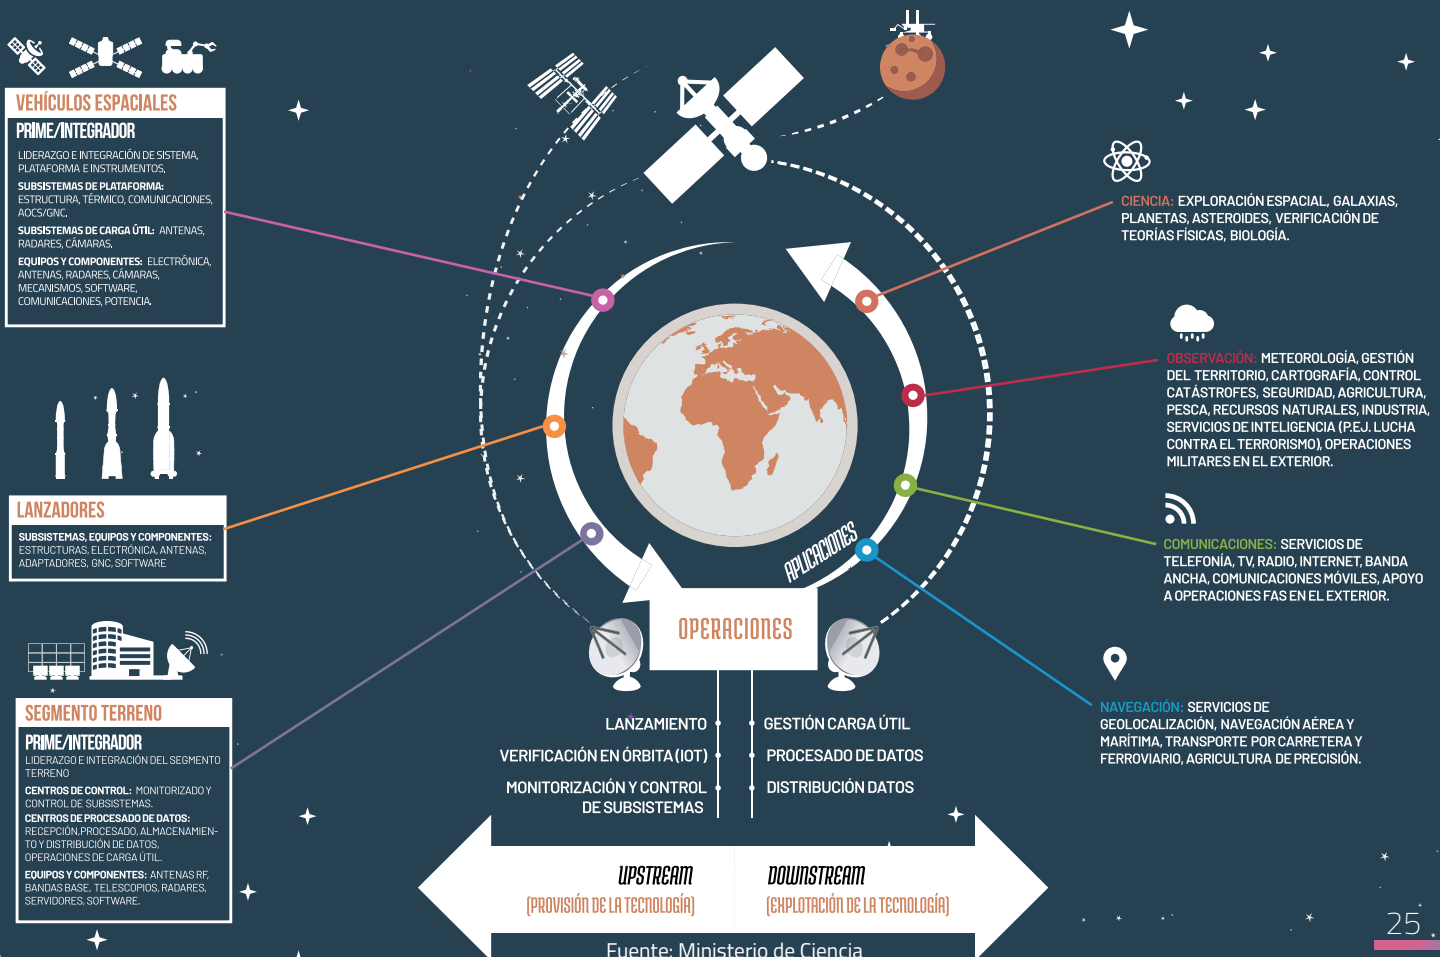 VEHÍCULOS ESPACIALES
PRIME/INTEGRADOR
LIDERAZGO E INTEGRACIÓN DE SISTEMA,
PLATAFORMA E INSTRUMENTOS,
SUBSISTEMAS DE PLATAFORMA:
ESTRUCTURA, TÉRMICO, COMUNICACIONES,
AOCS/GNC.
SUBSISTEMAS DE CARGA ÚTIL: ANTENAS,
RADARES, CÁMARAS.
EQUIPOS Y COMPONENTES: ELECTRÓNICA,
ANTENAS, RADARES, CÁMARAS,
MECANISMOS, SOFTWARE,
COMUNICACIONES, POTENCIA.
LANZADORES
SUBSISTEMAS, EQUIPOS Y COMPONENTES:
ESTRUCTURAS, ELECTRÓNICA, ANTENAS,
ADAPTADORES, GNC, SOFTWARE
SEGMENTO TERRENO
PRIME/INTEGRADOR
LIDERAZGO E INTEGRACIÓN DEL SEGMENTO
TERRENO
CENTROS DE CONTROL: MONITORIZADO Y
CONTROL DE SUBSISTEMAS.
CENTROS DE PROCESADO DE DATOS:
RECEPCIÓN,PROCESADO, ALMACENAMIEN-
TO Y DISTRIBUCIÓN DE DATOS,
OPERACIONES DE CARGA ÚTIL.
EQUIPOS Y COMPONENTES: ANTENAS RF,
BANDAS BASE, TELESCOPIOS, RADARES,
SERVIDORES, SOFTWARE.
APLICACIONES
OPERACIONES
LANZAMIENTO
VERIFICACIÓN EN ÓRBITA (IOT)
MONITORIZACIÓN Y CONTROL
DE SUBSISTEMAS
GESTIÓN CARGA ÚTIL
PROCESADO DE DATOS
DISTRIBUCIÓN DATOS
UPSTREAM
(PROVISIÓN DE LA TECNOLOGÍA)
DOWNSTREAM
(EXPLOTACIÓN DE LA TECNOLOGÍA)
Fuente: Ministerio de Ciencia
CIENCIA: EXPLORACIÓN ESPACIAL, GALAXIAS,
PLANETAS, ASTEROIDES, VERIFICACIÓN DE
TEORÍAS FÍSICAS, BIOLOGÍA.
OBSERVACIÓN: METEOROLOGÍA, GESTIÓN
DEL TERRITORIO, CARTOGRAFÍA, CONTROL
CATÁSTROFES, SEGURIDAD, AGRICULTURA,
PESCA, RECURSOS NATURALES, INDUSTRIA,
SERVICIOS DE INTELIGENCIA (P.EJ. LUCHA
CONTRA EL TERRORISMO), OPERACIONES
MILITARES EN EL EXTERIOR.
COMUNICACIONES: SERVICIOS DE
TELEFONÍA, TV, RADIO, INTERNET, BANDA
ANCHA, COMUNICACIONES MÓVILES, APOYO
A OPERACIONES FAS EN EL EXTERIOR.
NAVEGACIÓN: SERVICIOS DE
GEOLOCALIZACIÓN, NAVEGACIÓN AÉREA Y
MARÍTIMA, TRANSPORTE POR CARRETERA Y
FERROVIARIO, AGRICULTURA DE PRECISIÓN.
25